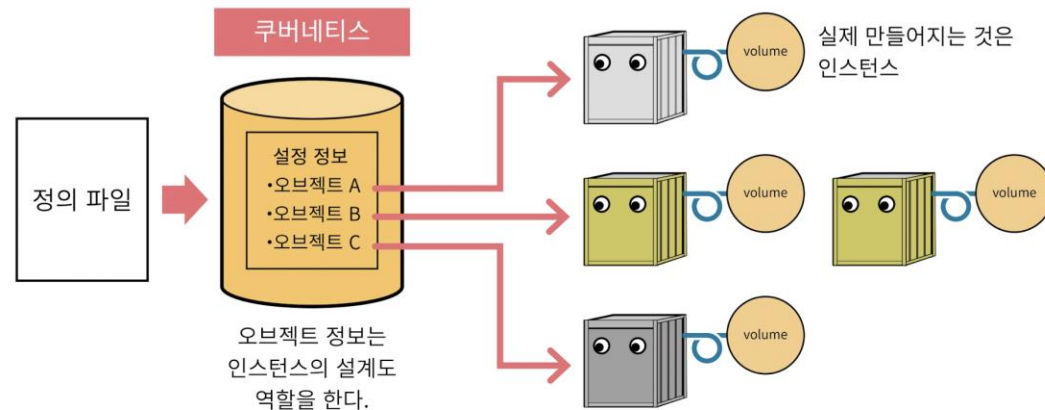 쿠버네티스
정의 파일
설정 정보
•오브젝트 A
•오브젝트 B
•오브젝트 C
오브젝트 정보는
인스턴스의 설계도
역할을 한다.
volume
실제 만들어지는 것은
인스턴스
volume
volume
volume